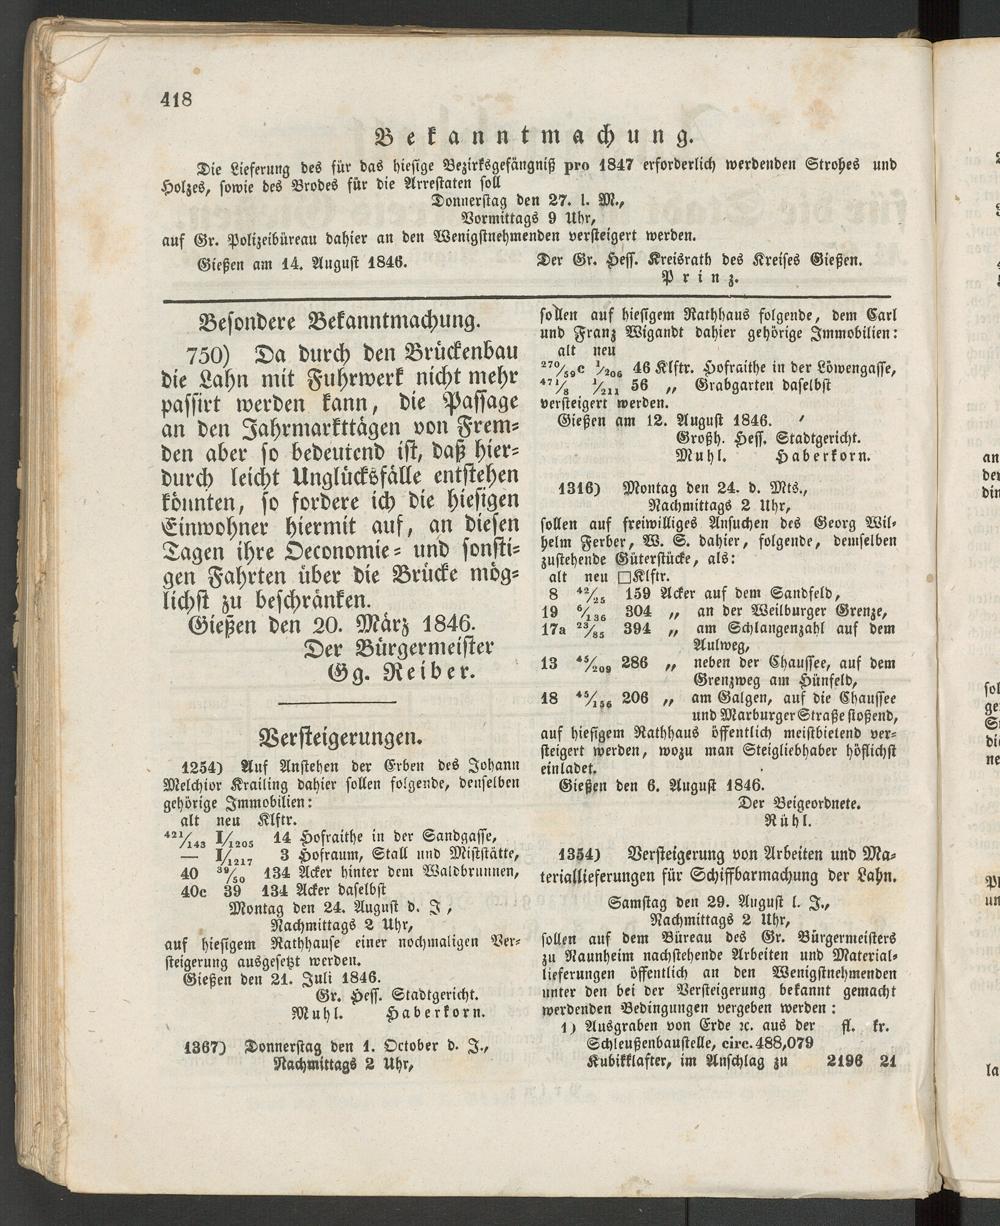 418
Bekanntmachung.
Die Lieferung des für das hiesige Bezirksgefängniß pro 1847 erforderlich werdenden Strohes und
Holzes, sowie des Brodes für die Arrestaten soll
Donnerstag den 27. l. M.,
Vormittags 9 Uhr,
auf Gr. Polizeibüreau dahier an den Wenigstnehmenden versteigert werden.
Gießen am 14. August 1846.
Der Gr. Hess. Kreisrath des Kreises Gießen.
Prinz.
Besondere Bekanntmachung.
750) Da durch den Brückenbau
die Lahn mit Fuhrwerk nicht mehr
passirt werden kann, die Passage
an den Jahrmarkttägen von Frem-
den aber so bedeutend ist, daß hier-
durch leicht Unglücksfälle entstehen
könnten, so fordere ich die hiesigen
Einwohner hiermit auf, an diesen
Tagen ihre Oeconomie- und sonsti-
gen Fahrten über die Brücke mög-
lichst zu beschränken.
Gießen den 20. März 1846.
Der Bürgermeister
Gg. Reiber.
Versteigerungen.
1254) Auf Anstehen der Erben des Johann
Melchior Krailing dahier sollen folgende, denselben
gehörige Immobilien:
alt neu Klftr.
421/143 I/1205 14 Hofraithe in der Sandgasse,
— I/1217 3 Hofraum, Stall und Miststätte,
40 39/50 134 Acker hinter dem Waldbrunnen,
40c 39 134 Acker daselbst
Montag den 24. August d. J,
Nachmittags 2 Uhr,
auf hiesigem Rathhause einer nochmaligen Ver-
steigerung ausgesetzt werden.
Gießen den 21. Juli 1846.
Gr. Hess. Stadtgericht.
Muhl. Haberkorn.
1367) Donnerstag den 1. October d. J.,
Nachmittags 2 Uhr,
sollen auf hiesigem Rathhaus folgende, dem Carl
und Franz Wigandt dahier gehörige Immobilien:
alt neu
270/59c 1/206 46 Klftr. Hofraithe in der Löwengasse,
471/8 1/211 56 „ Grabgarten daselbst
versteigert werden.
Gießen am 12. August 1846.
Großh. Hess. Stadtgericht.
Muhl. Haberkorn.
1316) Montag den 24. d. Mts.,
Nachmittags 2 Uhr,
sollen auf freiwilliges Ansuchen des Georg Wil-
helm Ferber, W. S. dahier, folgende, demselben
zustehende Güterstücke, als:
alt neu □Klftr.
8 42/25 159 Acker auf dem Sandfeld,
19 6/136 304 „ an der Weilburger Grenze,
17a 23/85 394 „ am Schlangenzahl auf dem
Aulweg,
13 45/209 286 „ neben der Chaussee, auf dem
Grenzweg am Hünfeld,
18 45/156 206 „ am Galgen, auf die Chaussee
und Marburger Straße stoßend,
auf hiesigem Rathhaus öffentlich meistbietend ver-
steigert werden, wozu man Steigliebhaber höflichst
einladet.
Gießen den 6. August 1846.
Der Beigeordnete.
Rühl.
1354) Versteigerung von Arbeiten und Ma-
teriallieferungen für Schiffbarmachung der Lahn.
Samstag den 29. August l. J.,
Nachmittags 2 Uhr,
sollen auf dem Büreau des Gr. Bürgermeisters
zu Naunheim nachstehende Arbeiten und Material-
lieferungen öffentlich an den Wenigstnehmenden
unter den bei der Versteigerung bekannt gemacht
werdenden Bedingungen vergeben werden:
1) Ausgraben von Erde ꝛc. aus der fl. kr.
Schleußenbaustelle, circ. 488,079
Kubikklafter, im Anschlag zu 2196 21